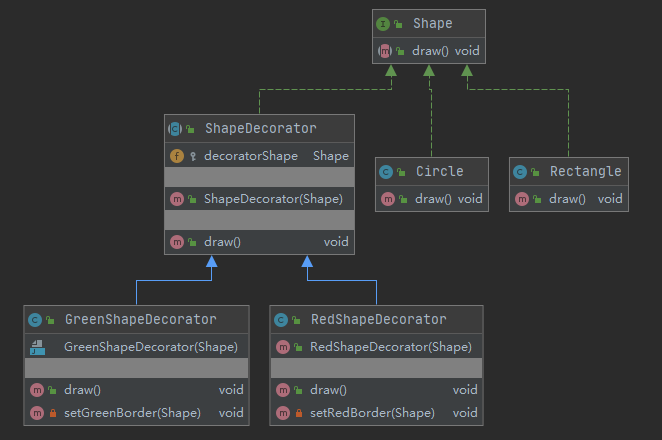 Shape
draw() void
ShapeDecorator
decoratorShape Shape
ShapeDecorator(Shape)
draw() void
Circle
draw() void
Rectangle
draw() void
GreenShapeDecorator
GreenShapeDecorator(Shape)
draw() void
setGreenBorder(Shape) void
RedShapeDecorator
RedShapeDecorator(Shape)
draw() void
setRedBorder(Shape) void